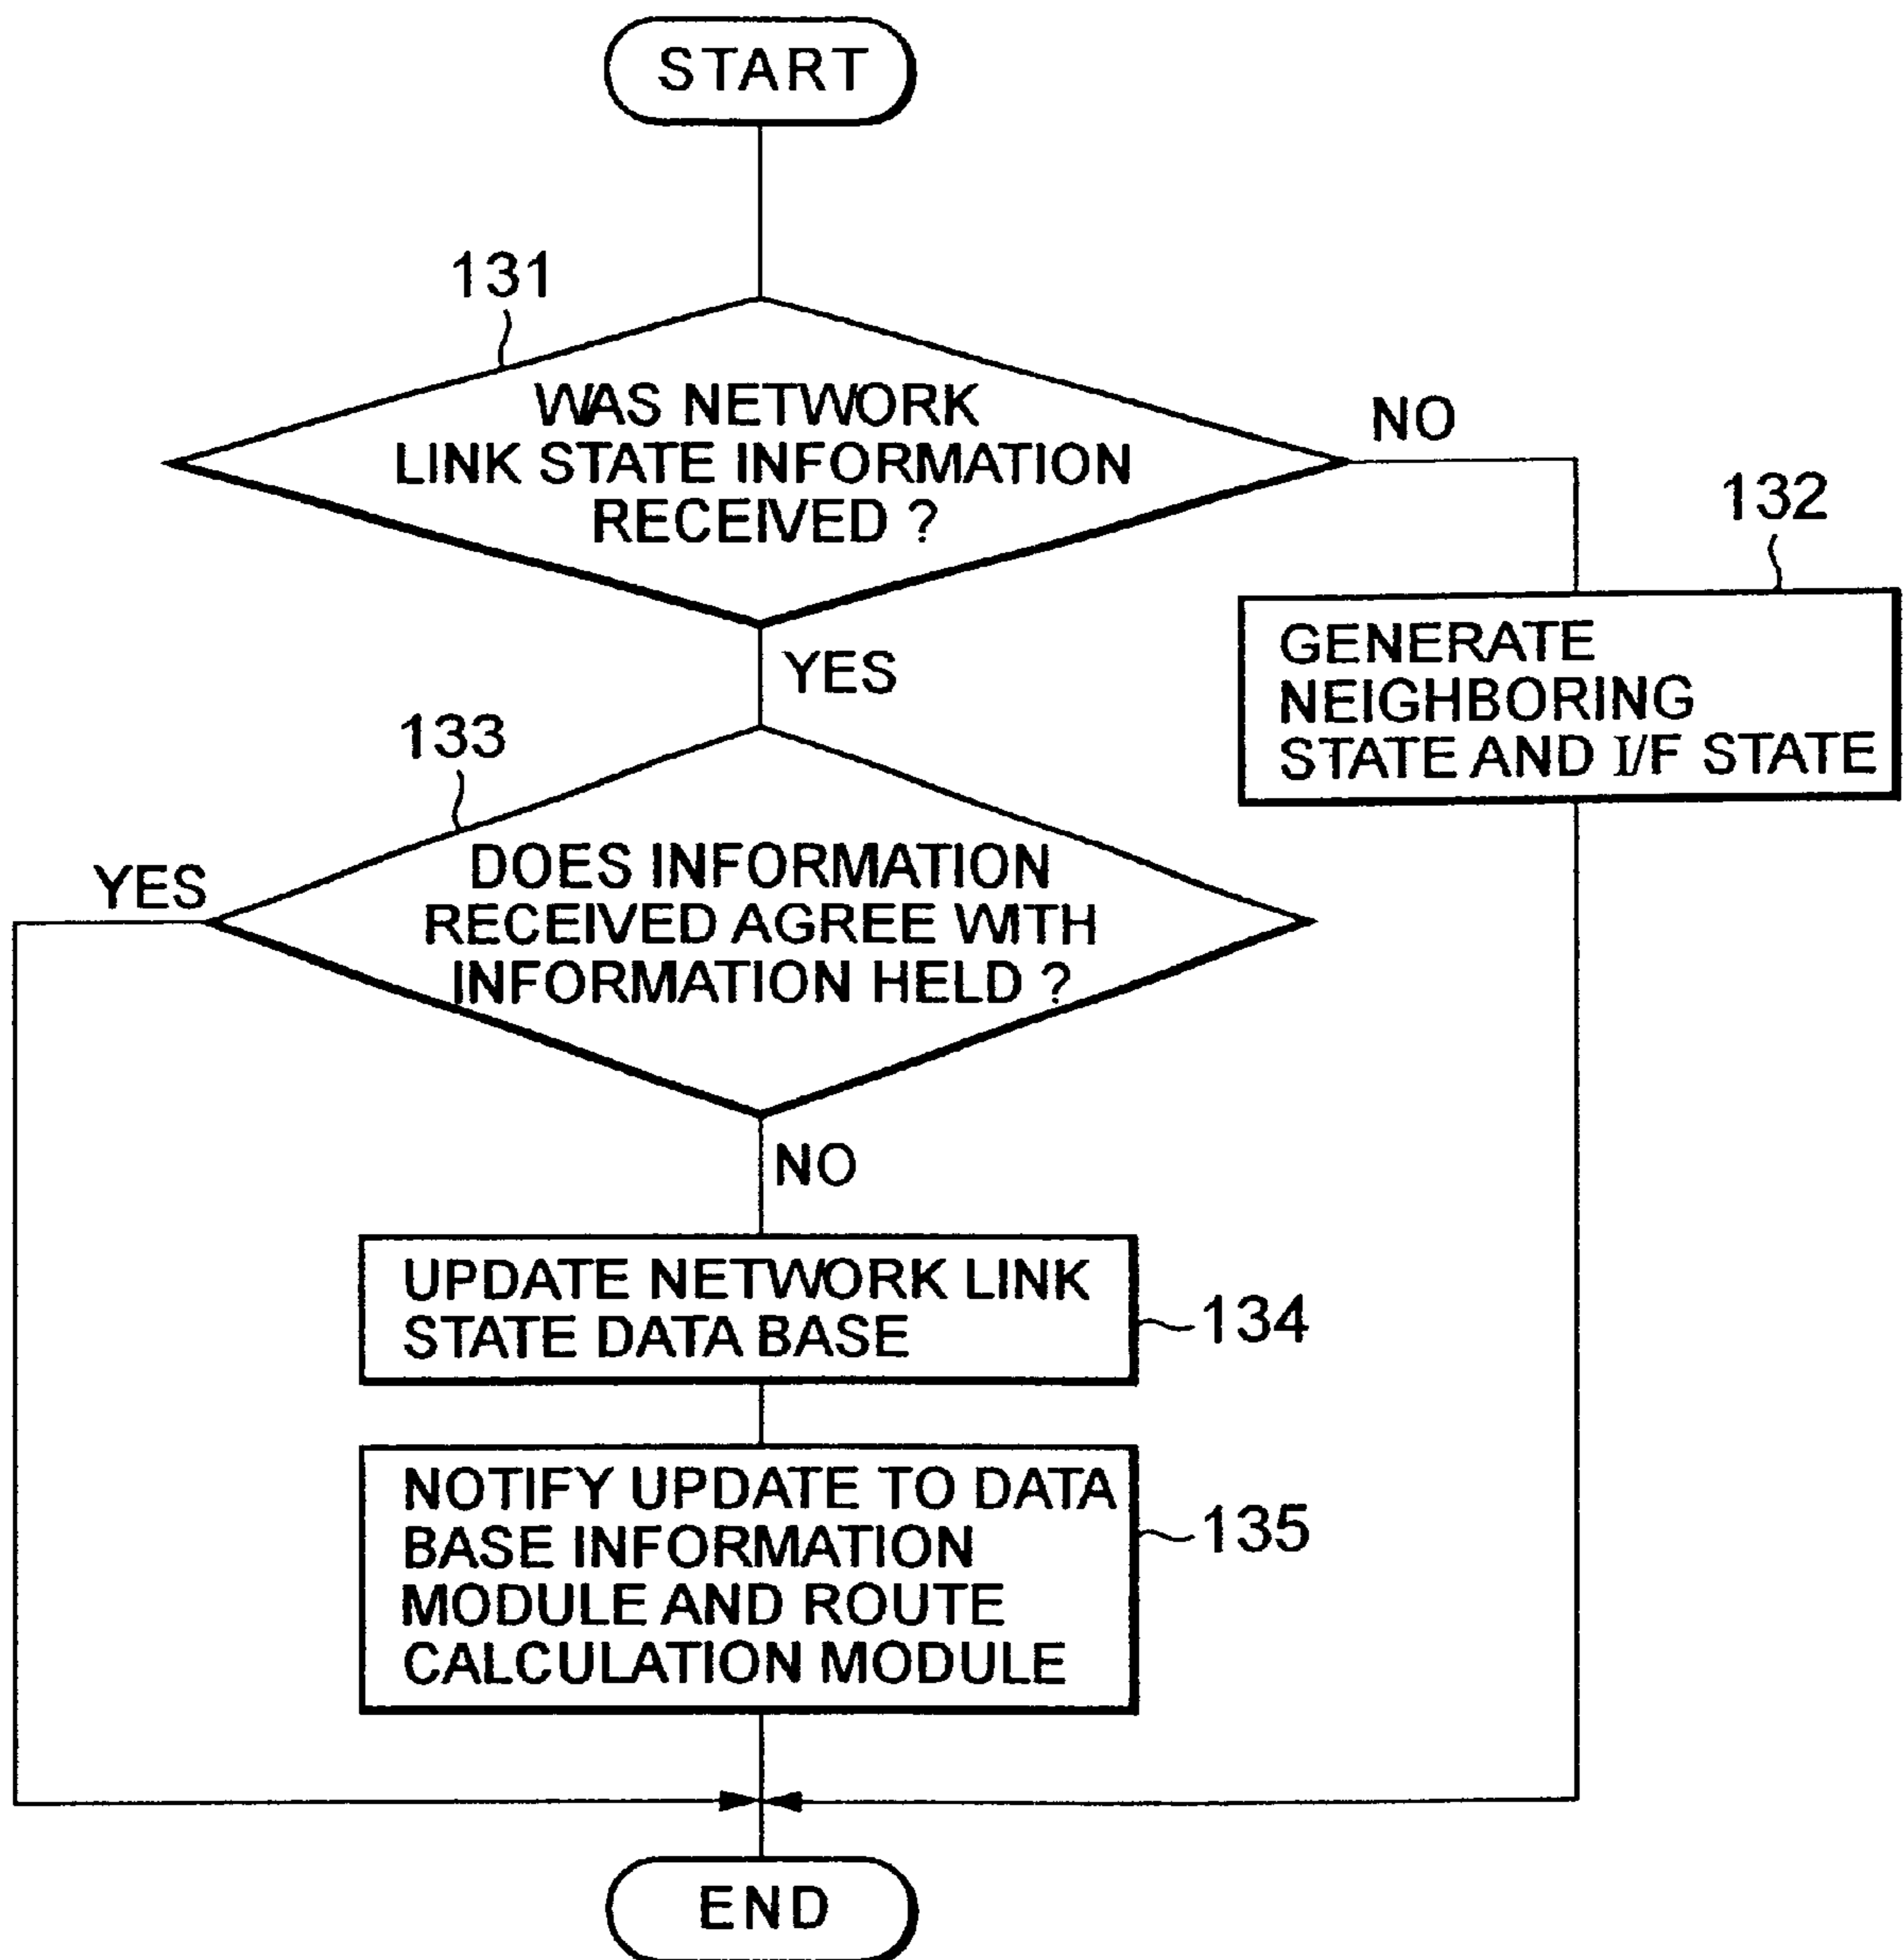 START
131
WAS NETWORK
LINK STATE INFORMATION
RECEIVED ?
NO
132
GENERATE
NEIGHBORING
STATE AND I/F STATE
YES
133
DOES INFORMATION
RECEIVED AGREE WITH
INFORMATION HELD ?
YES
NO
UPDATE NETWORK LINK
STATE DATA BASE
134
NOTIFY UPDATE TO DATA
BASE INFORMATION
MODULE AND ROUTE
CALCULATION MODULE
135
END